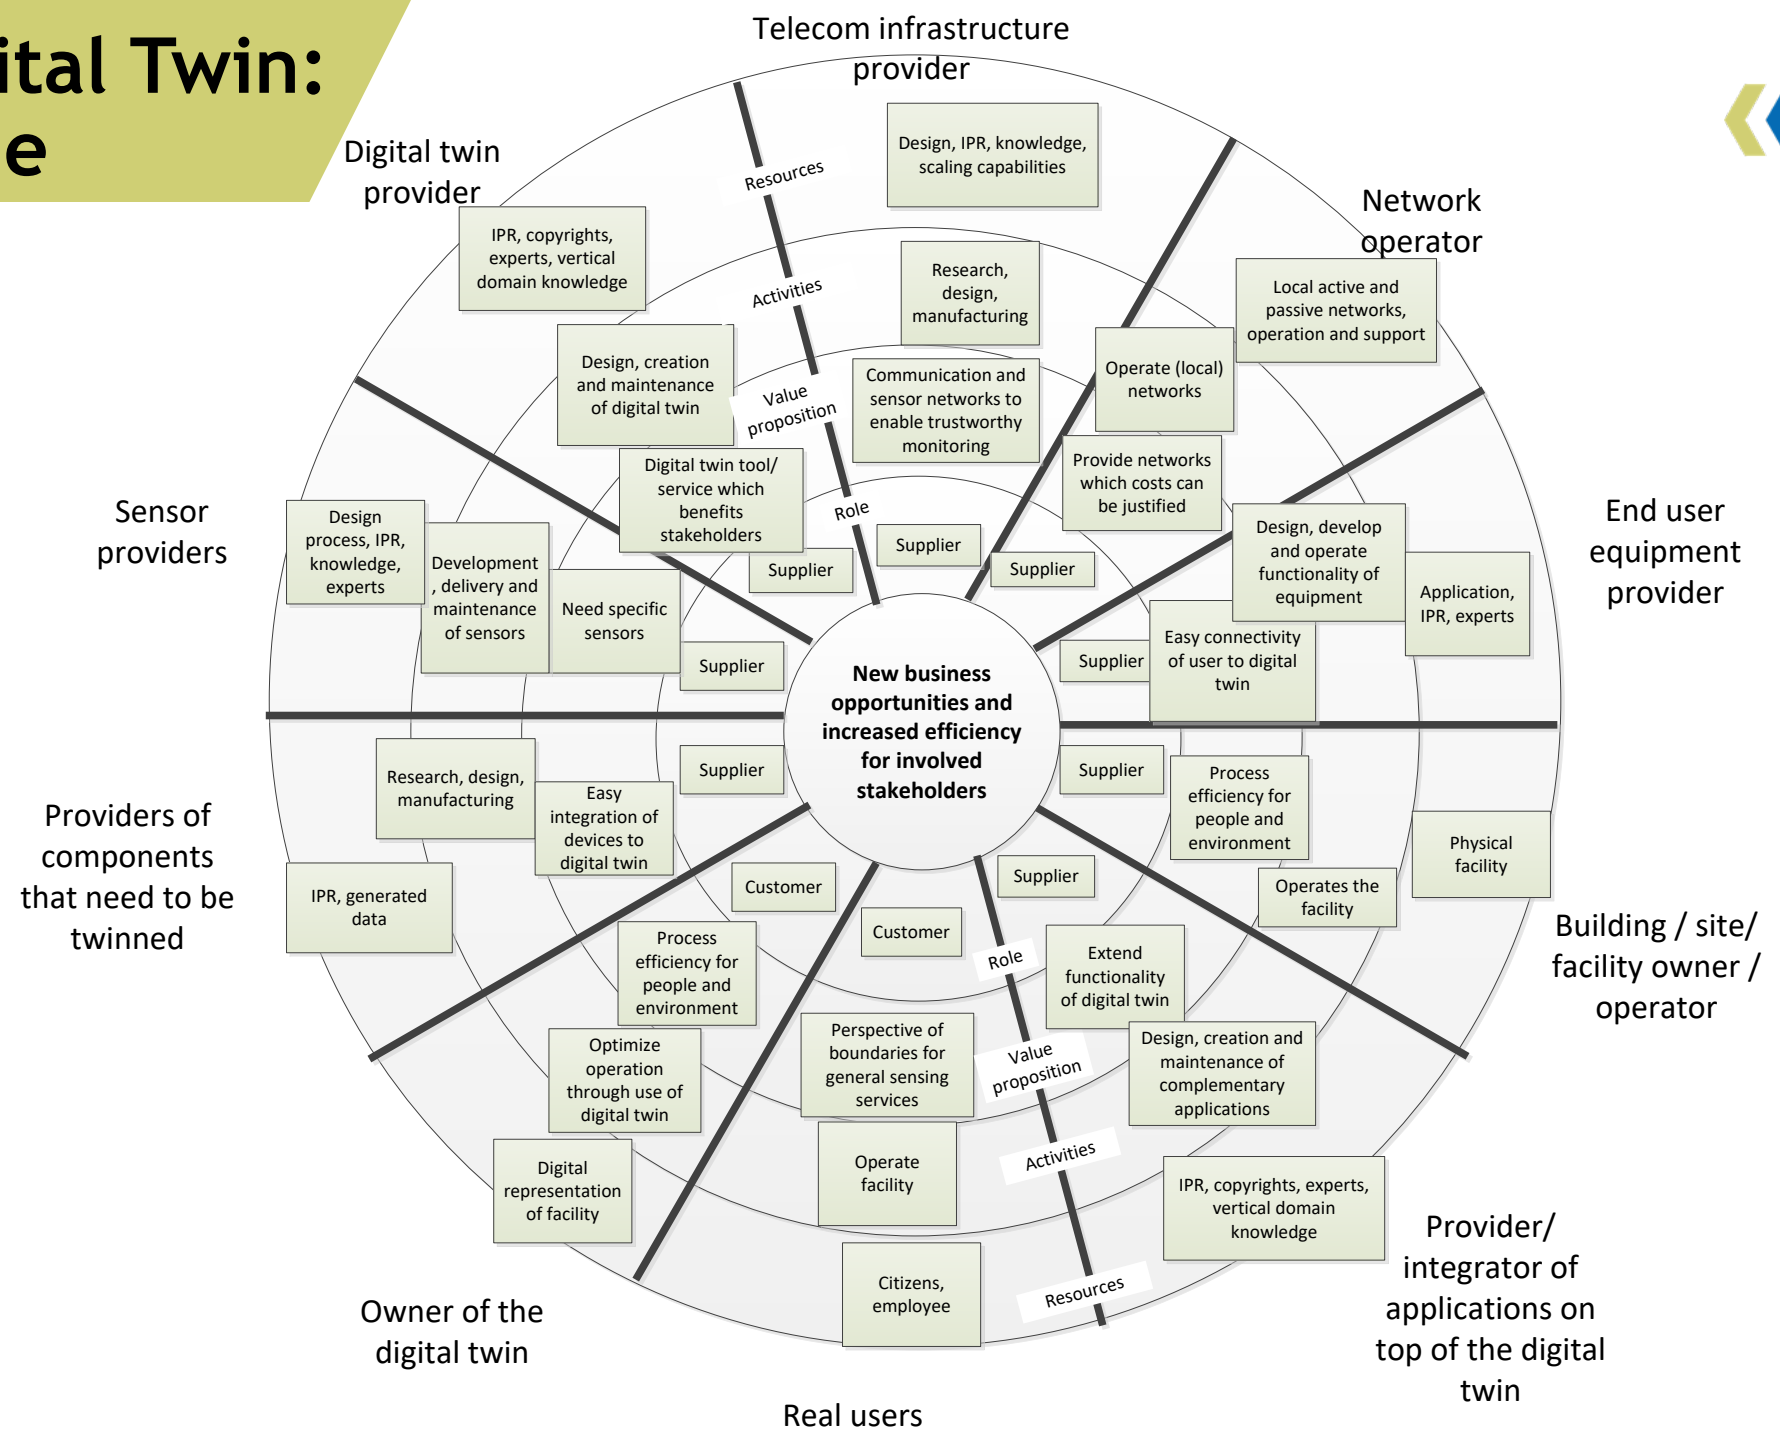 ital Twin:
e
Telecom infrastructure
provider
Design, IPR, knowledge,
scaling capabilities
Research,
design,
manufacturing
Communication and
sensor networks to
enable trustworthy
monitoring
Supplier
Network
operator
Local active and
passive networks,
operation and support
Operate (local)
networks
Provide networks
which costs can
be justified
Supplier
End user
equipment
provider
Application,
IPR, experts
Design, develop
and operate
functionality of
equipment
Easy connectivity
of user to digital
twin
Supplier
Building / site/
facility owner /
operator
Physical
facility
Operates the
facility
Process
efficiency for
people and
environment
Supplier
Provider/
integrator of
applications on
top of the digital
twin
IPR, copyrights, experts,
vertical domain
knowledge
Design, creation and
maintenance of
complementary
applications
Extend
functionality
of digital twin
Supplier
Role
Value
proposition
Activities
Resources
Real users
Citizens,
employee
Operate
facility
Perspective of
boundaries for
general sensing
services
Customer
Owner of the
digital twin
Digital
representation
of facility
Optimize
operation
through use of
digital twin
Process
efficiency for
people and
environment
Customer
Providers of
components
that need to be
twinned
IPR, generated
data
Research, design,
manufacturing
Easy
integration of
devices to
digital twin
Supplier
Sensor
providers
Design
process, IPR,
knowledge,
experts
Development
, delivery and
maintenance
of sensors
Need specific
sensors
Supplier
Digital twin
provider
IPR, copyrights,
experts, vertical
domain knowledge
Design, creation
and maintenance
of digital twin
Digital twin tool/
service which
benefits
stakeholders
Supplier
Resources
Activities
Value
proposition
Role
New business
opportunities and
increased efficiency
for involved
stakeholders